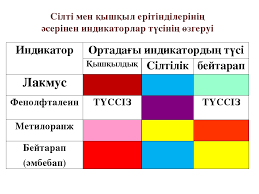 Сілті мен қышқыл ерітінділерінің
әсерінен индикаторлар түсінің өзгеруі
Индикатор Ортадағы индикатордың түсі
Қышқылдық Сілтілік бейтарап
Лакмус
Фенолфталеин ТҮССІЗ ТҮССІЗ
Метилоранж
Бейтарап
(әмбебап)